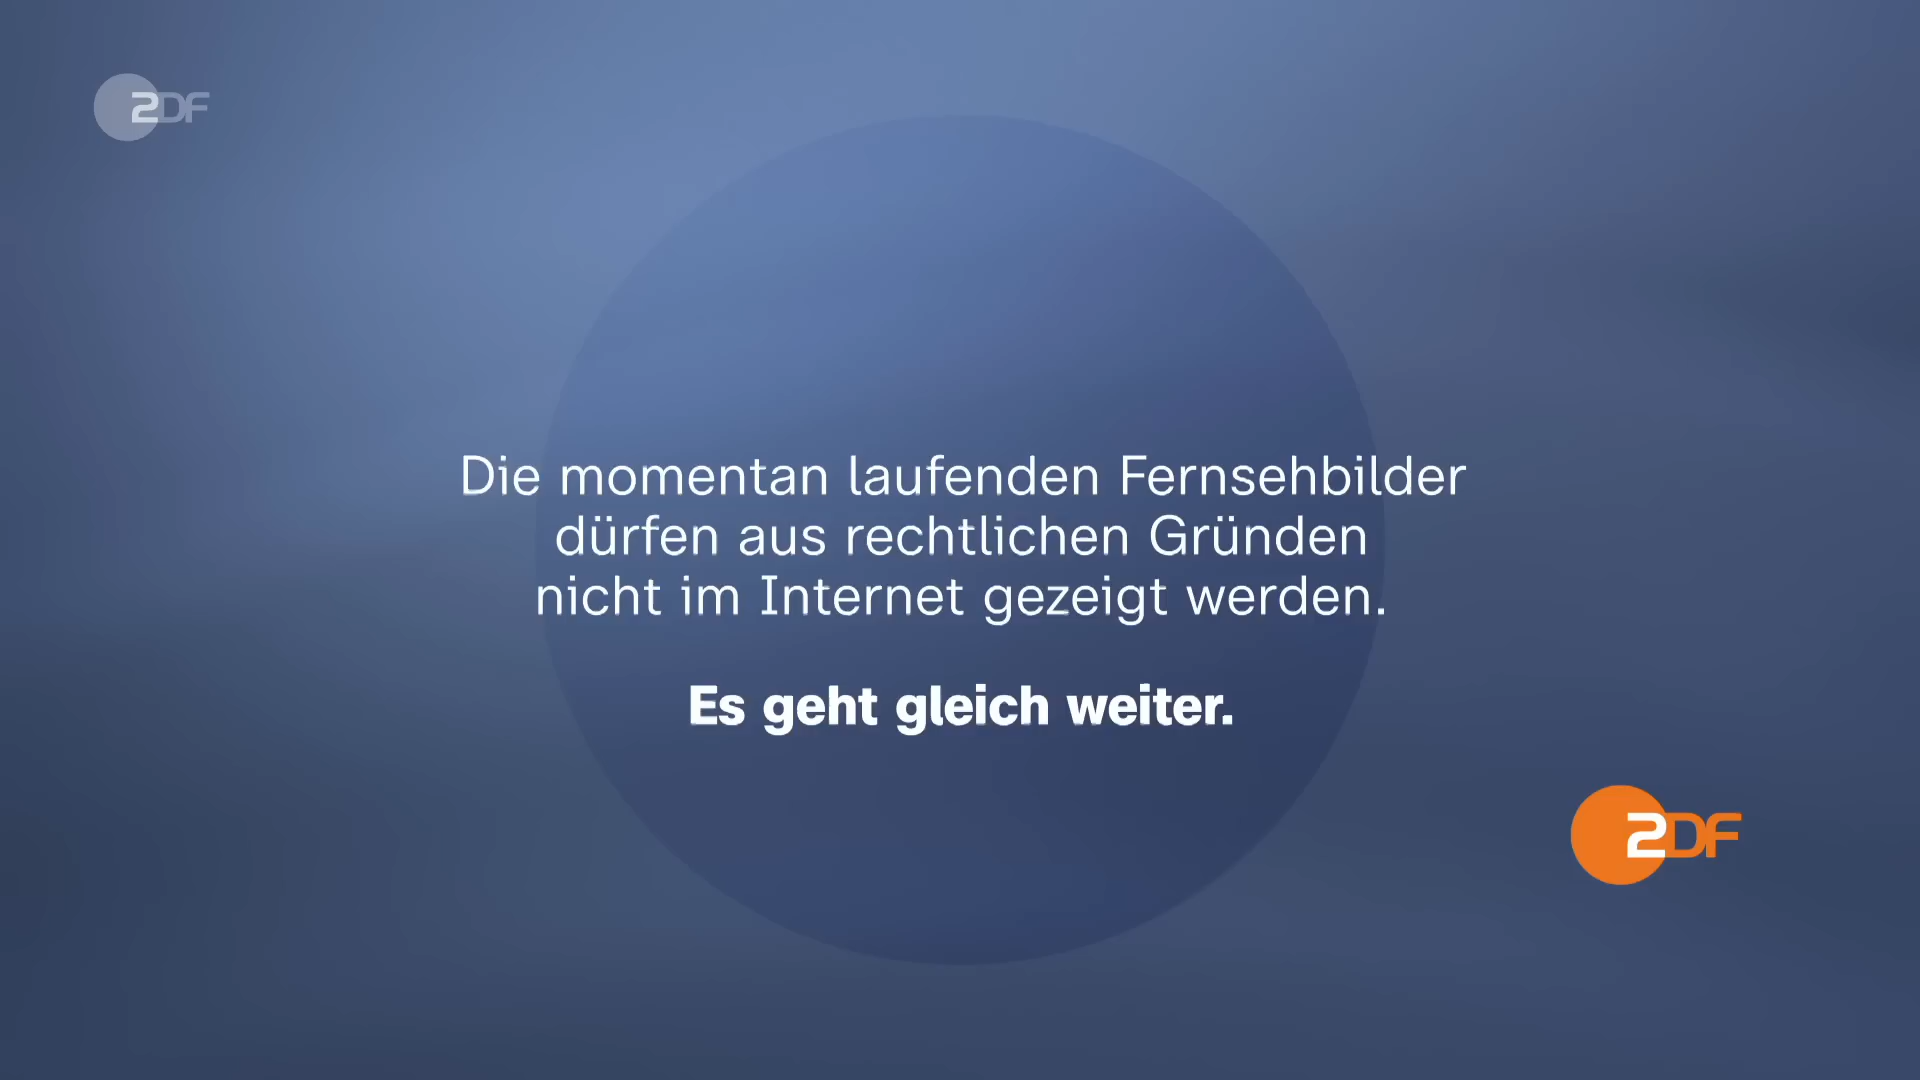 ZDF
Die momentan laufenden Fernsehbilder
dürfen aus rechtlichen Gründen
nicht im Internet gezeigt werden.
Es geht gleich weiter.
ZDF